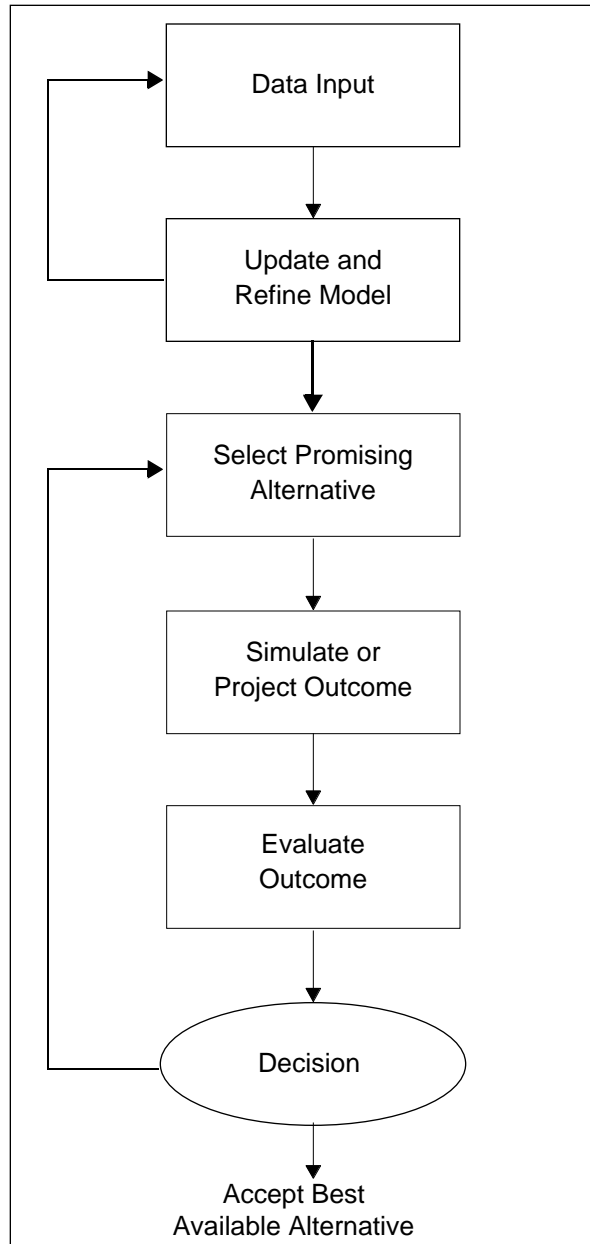 Data Input
Update and
Refine Model
Select Promising
Alternative
Simulate or
Project Outcome
Evaluate
Outcome
Decision
Accept Best
Available Alternative